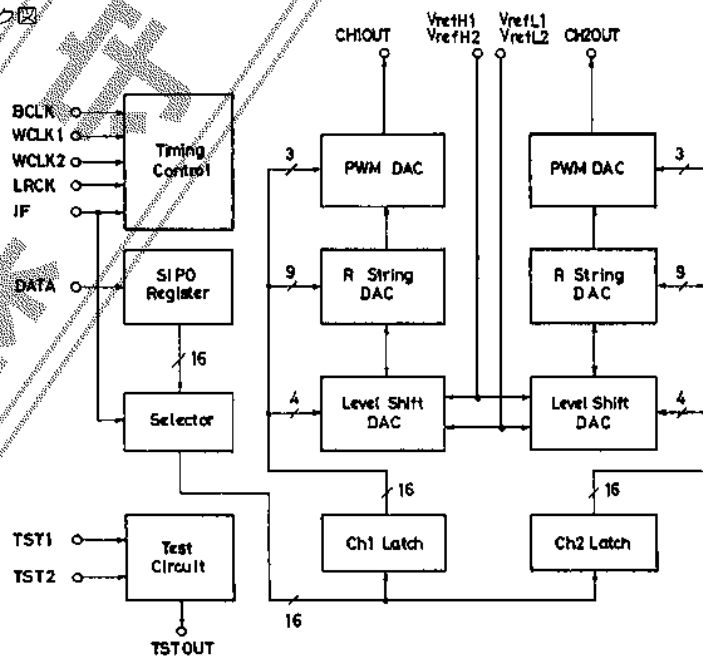 ク図
VrefH1 VrefL1
CH1OUT VrefH2 VrefL2 CH2OUT
BCLK
WCLK1
WCLK2
LRCK
IF
Timing
Control
3
PWM DAC
PWM DAC
3
DATA
SIPO
Register
9
R String
DAC
R String
DAC
9
16
Selector
4
Level Shift
DAC
Level Shift
DAC
4
16
16
TST1
TST2
Test
Circuit
Ch1 Latch
Ch2 Latch
16
TSTOUT